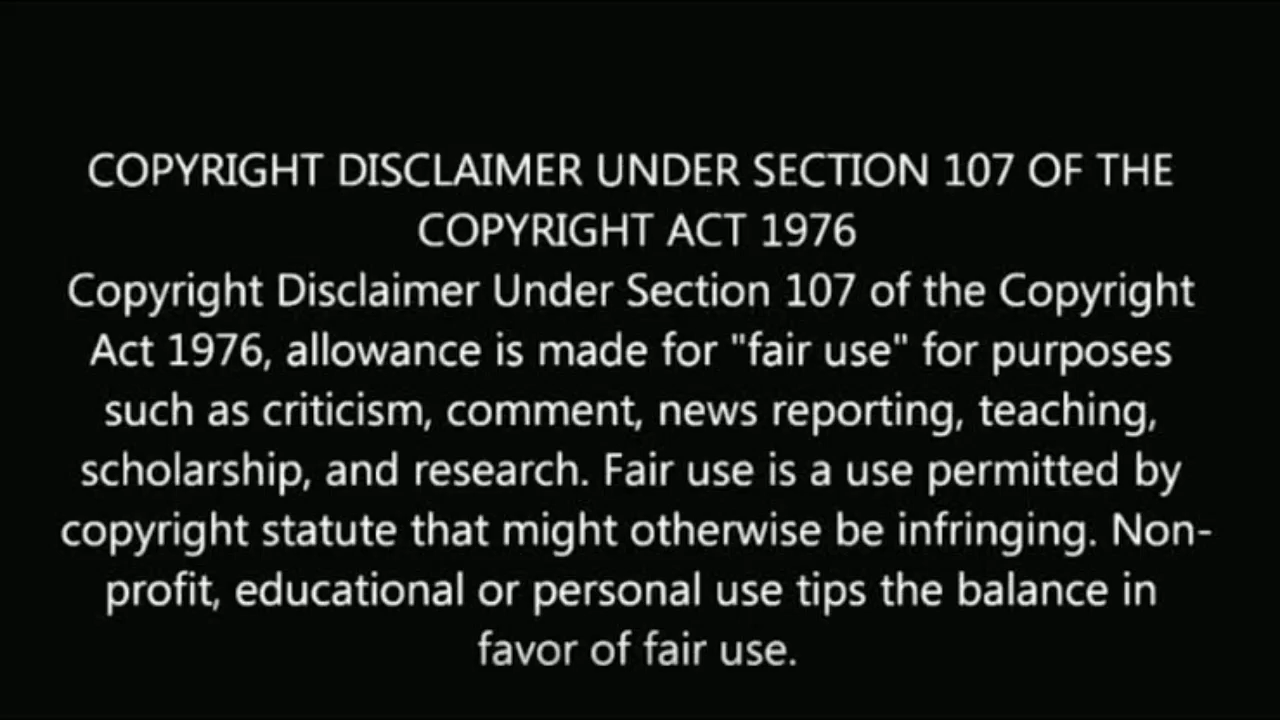 COPYRIGHT DISCLAIMER UNDER SECTION 107 OF THE
COPYRIGHT ACT 1976
Copyright Disclaimer Under Section 107 of the Copyright
Act 1976, allowance is made for "fair use" for purposes
such as criticism, comment, news reporting, teaching,
scholarship, and research. Fair use is a use permitted by
copyright statute that might otherwise be infringing. Non-
profit, educational or personal use tips the balance in
favor of fair use.